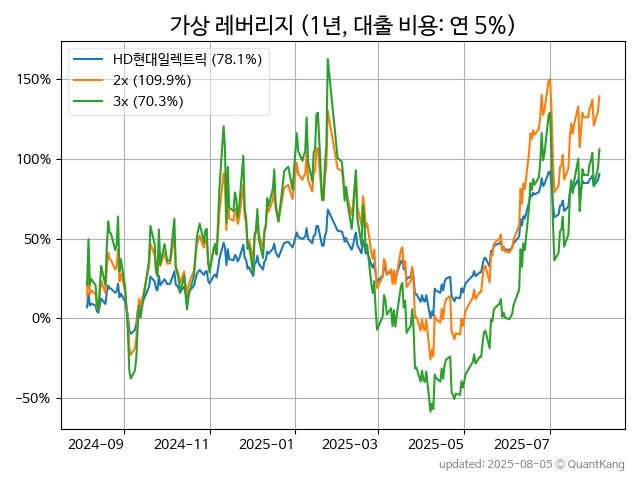 가상 레버리지 (1년, 대출 비용: 연 5%)
HD현대일렉트릭 (78.1%)
2x (109.9%)
3x (70.3%)
150%
100%
50%
0%
−50%
2024-09 2024-11 2025-01 2025-03 2025-05 2025-07
updated: 2025-08-05 © QuantKang